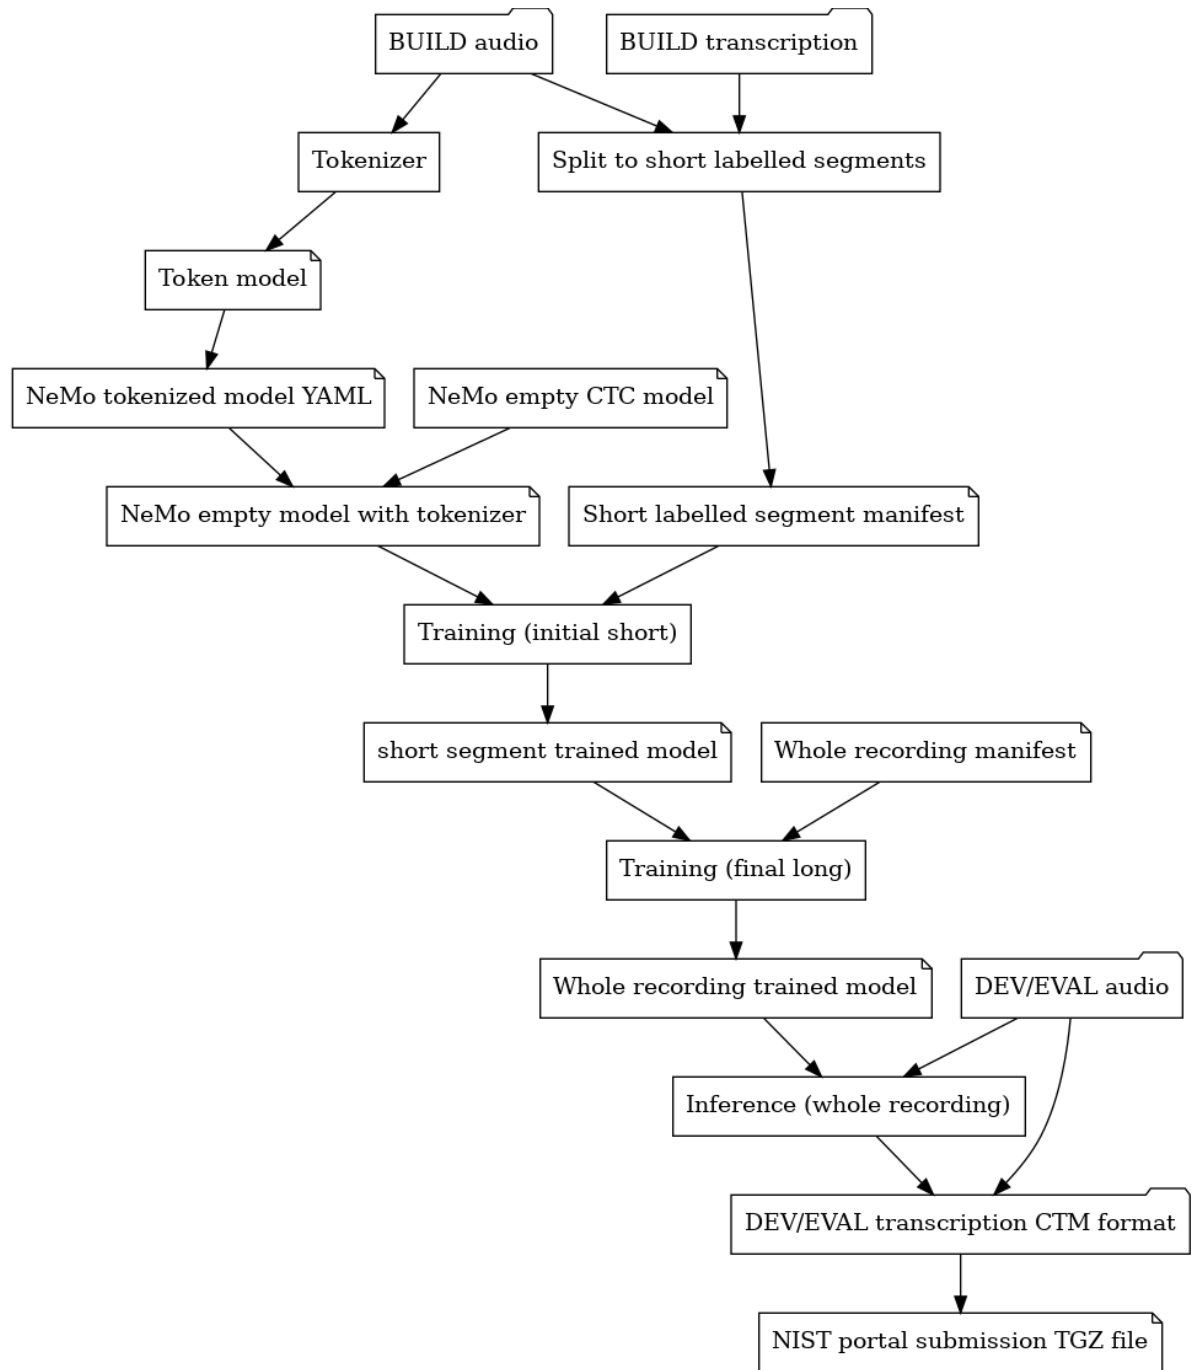 BUILD audio
BUILD transcription
Tokenizer
Split to short labelled segments
Token model
NeMo tokenized model YAML
NeMo empty CTC model
NeMo empty model with tokenizer
Short labelled segment manifest
Training (initial short)
short segment trained model
Whole recording manifest
Training (final long)
Whole recording trained model
DEV/EVAL audio
Inference (whole recording)
DEV/EVAL transcription CTM format
NIST portal submission TGZ file